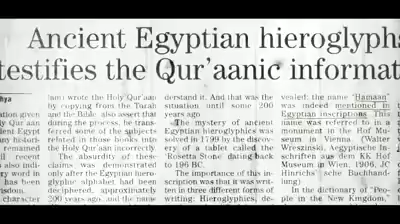 Ancient Egyptian hieroglyphs
testifies the Qur'aanic informat
hya
ation given
ly Qur'aan
ient Egypt
ny histori-
remained
il recent
also indi-
ry word in
has been
wisdom.
lam) wrote the Holy Qur'aan
by copying from the Torah
and the Bible, also assert that
during the process, he trans-
ferred some of the subjects
related in those books into
the Qur'aan incorrectly.
The absurdity of these
claims was demonstrated
only after the Egyptian hiero-
glyphic alphabet had been
deciphered, approximately
200 years ago, and the name
derstand it. And that was the
situation until some 200
years ago
The mystery of ancient
Egyptian hieroglyphics was
solved in 1799 by the discov-
ery of a tablet called the
Rosetta Stone dating back
to 196 BC.
The importance of this in-
scription was that it was writ-
ten in three different forms of
writing: Hieroglyphics, de-
vealed: the name "Hamaan"
was indeed mentioned in
Egyptian inscriptions. This
name was referred to in a
monument in the Hof Mu-
seum in Vienna. (Walter
Wreszinski, Aegyptische In-
schriften aus dem KK Hof
Museum in Wien, 1906, JC
Hinrichs' sche Buchhand-
lung)
In the dictionary of "Peo-
ple in the New Kingdom,"